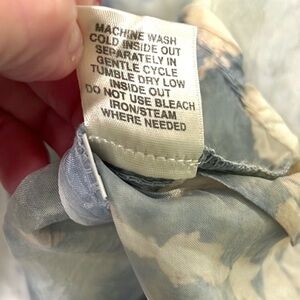 MACHINE WASH
COLD INSIDE OUT
SEPARATELY IN
GENTLE CYCLE
TUMBLE DRY LOW
INSIDE OUT
DO NOT USE BLEACH
IRON/STEAM
WHERE NEEDED